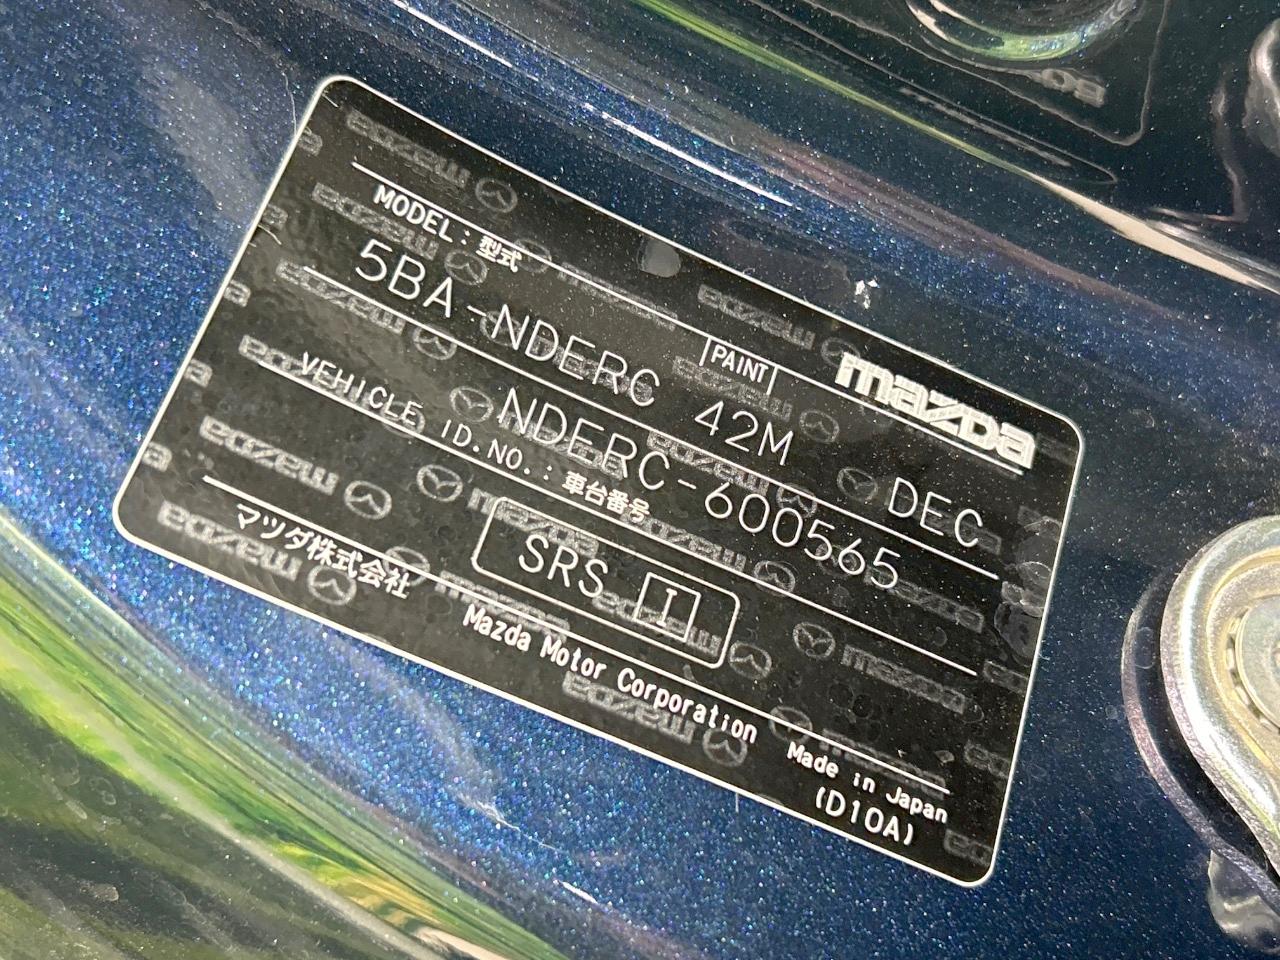 mazda
MODEL:型式
PAINT
5BA-NDERC 42M DEC
NDERC-600565
VEHICLE ID.NO.:車台番号
SRS I
マツダ株式会社
Mazda Motor Corporation Made in Japan
(D10A)